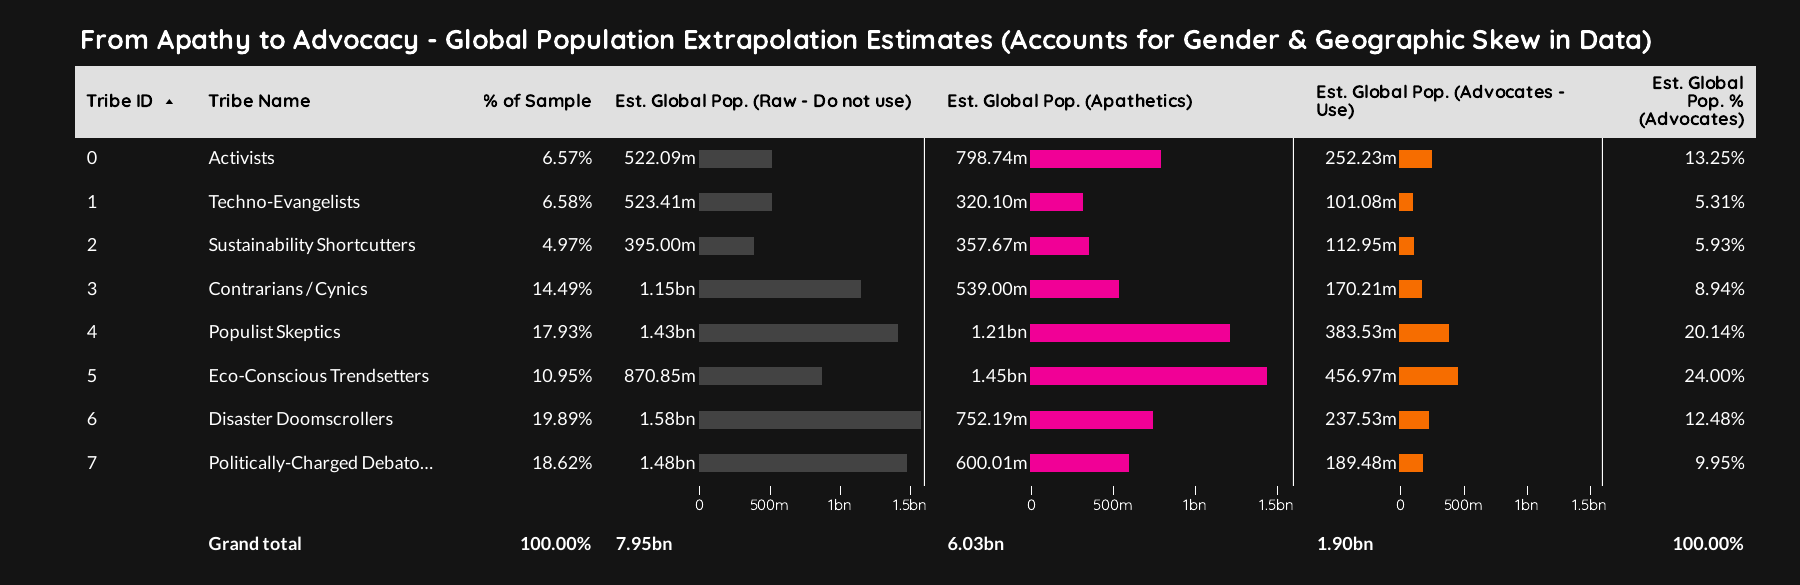 From Apathy to Advocacy - Global Population Extrapolation Estimates (Accounts for Gender & Geographic Skew in Data)
Tribe ID ▲ Tribe Name % of Sample Est. Global Pop. (Raw - Do not use) Est. Global Pop. (Apathetics) Est. Global Pop. (Advocates - Use) Est. Global Pop. % (Advocates)
0 Activists 6.57% 522.09m 798.74m 252.23m 13.25%
1 Techno-Evangelists 6.58% 523.41m 320.10m 101.08m 5.31%
2 Sustainability Shortcutters 4.97% 395.00m 357.67m 112.95m 5.93%
3 Contrarians / Cynics 14.49% 1.15bn 539.00m 170.21m 8.94%
4 Populist Skeptics 17.93% 1.43bn 1.21bn 383.53m 20.14%
5 Eco-Conscious Trendsetters 10.95% 870.85m 1.45bn 456.97m 24.00%
6 Disaster Doomscrollers 19.89% 1.58bn 752.19m 237.53m 12.48%
7 Politically-Charged Debato... 18.62% 1.48bn 600.01m 189.48m 9.95%
0 500m 1bn 1.5bn 0 500m 1bn 1.5bn 0 500m 1bn 1.5bn
Grand total 100.00% 7.95bn 6.03bn 1.90bn 100.00%